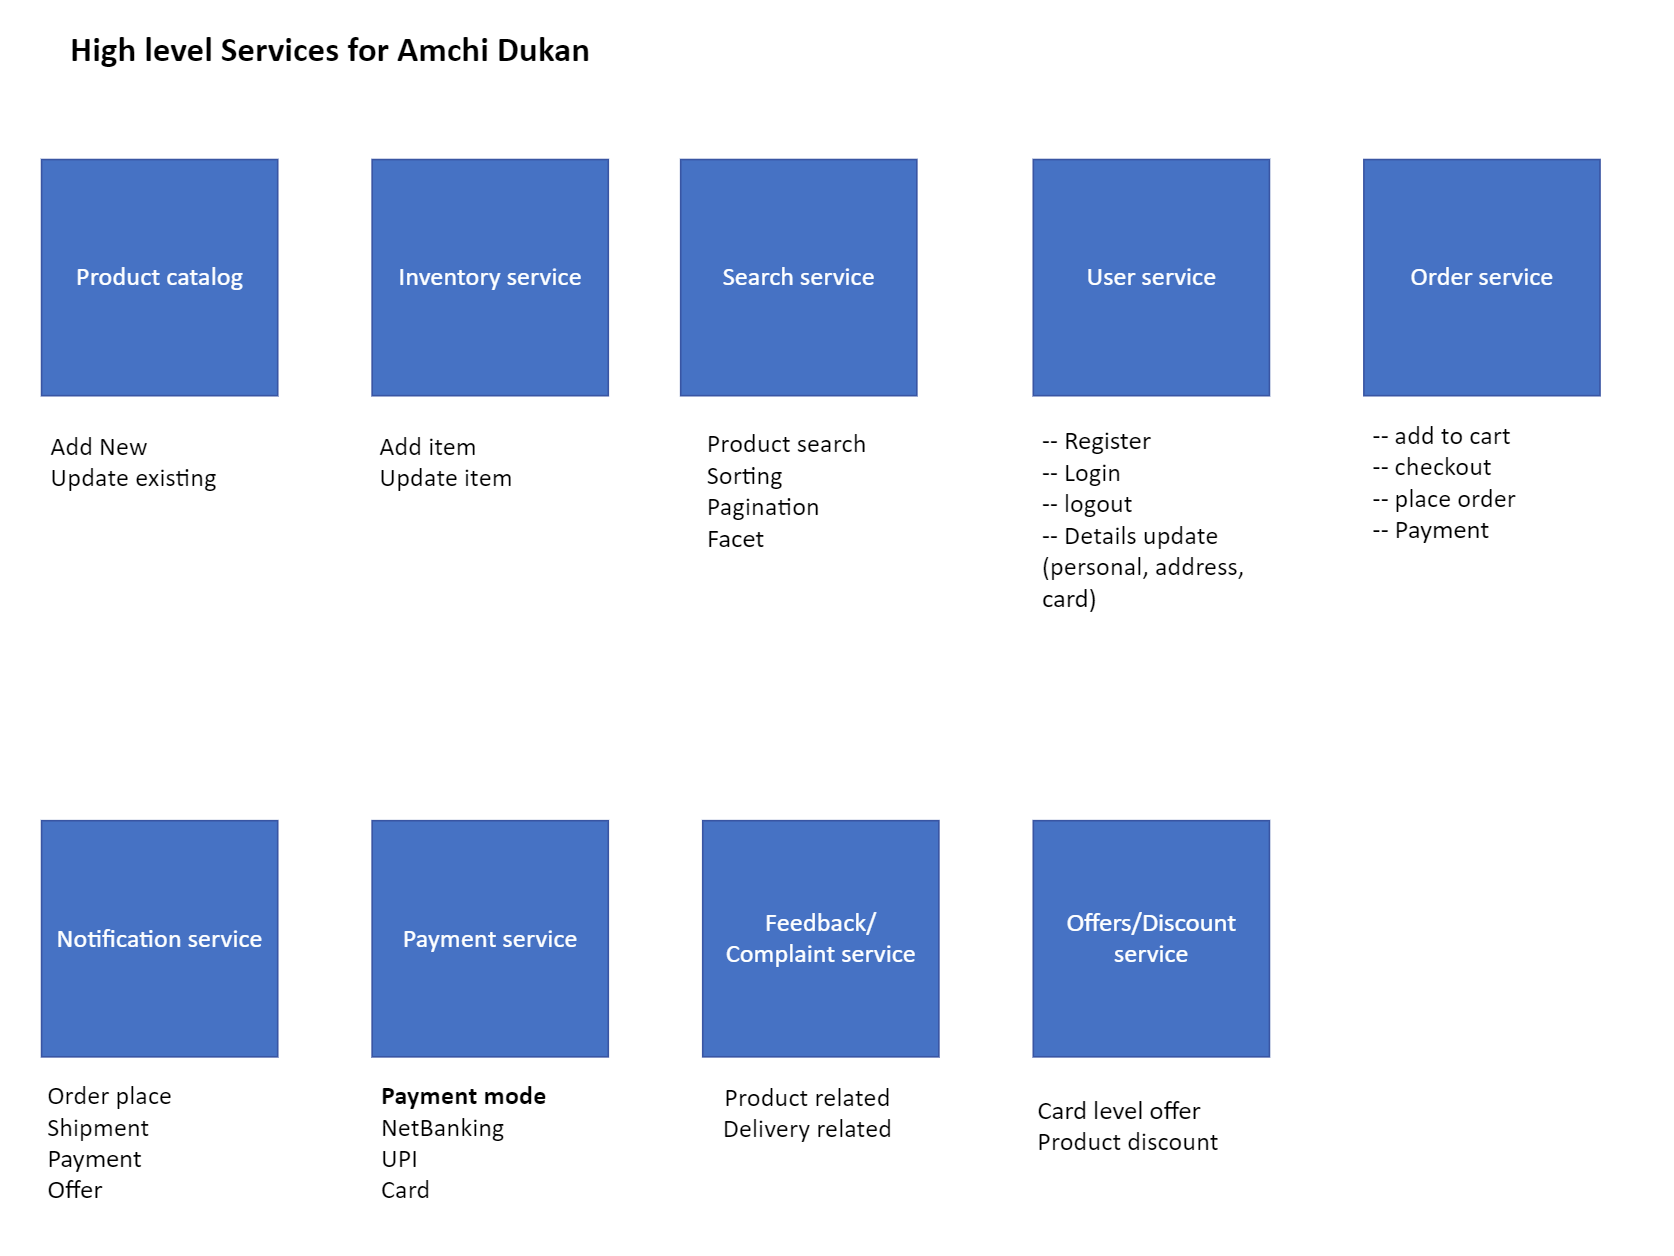 High level Services for Amchi Dukan
Product catalog
Add New
Update existing
Inventory service
Add item
Update item
Search service
Product search
Sorting
Pagination
Facet
User service
-- Register
-- Login
-- logout
-- Details update
(personal, address,
card)
Order service
-- add to cart
-- checkout
-- place order
-- Payment
Notification service
Order place
Shipment
Payment
Offer
Payment service
Payment mode
NetBanking
UPI
Card
Feedback/
Complaint service
Product related
Delivery related
Offers/Discount
service
Card level offer
Product discount